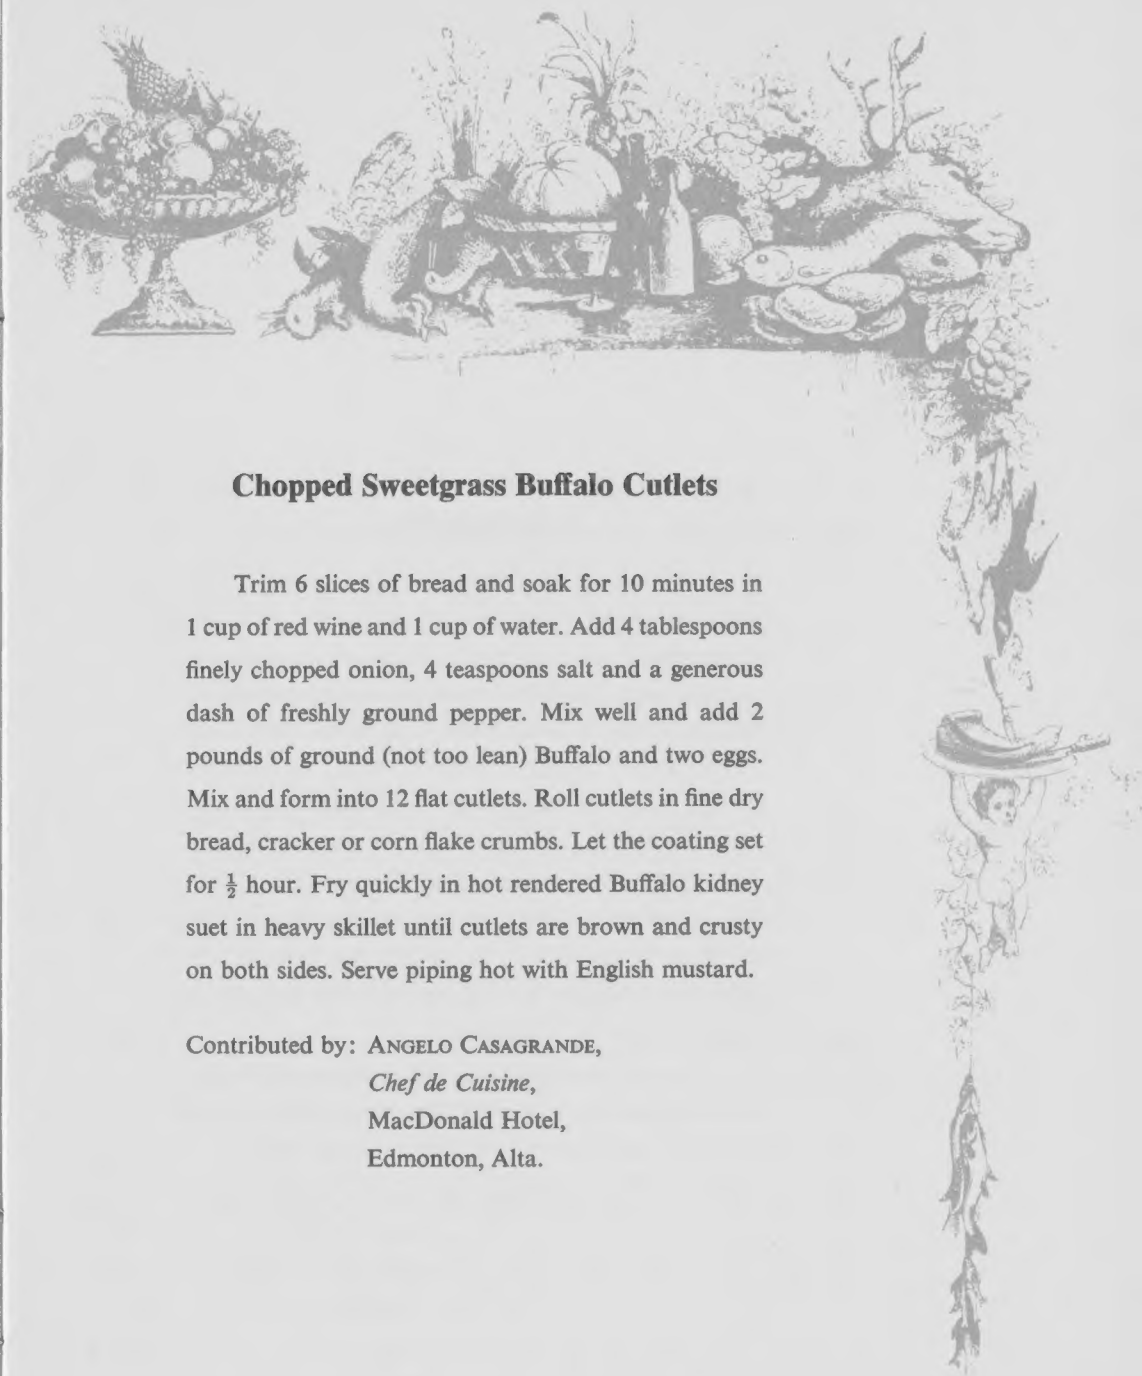 Chopped Sweetgrass Buffalo Cutlets
Trim 6 slices of bread and soak for 10 minutes in
1 cup of red wine and 1 cup of water. Add 4 tablespoons
finely chopped onion, 4 teaspoons salt and a generous
dash of freshly ground pepper. Mix well and add 2
pounds of ground (not too lean) Buffalo and two eggs.
Mix and form into 12 flat cutlets. Roll cutlets in fine dry
bread, cracker or corn flake crumbs. Let the coating set
for ½ hour. Fry quickly in hot rendered Buffalo kidney
suet in heavy skillet until cutlets are brown and crusty
on both sides. Serve piping hot with English mustard.
Contributed by: ANGELO CASAGRANDE,
Chef de Cuisine,
MacDonald Hotel,
Edmonton, Alta.